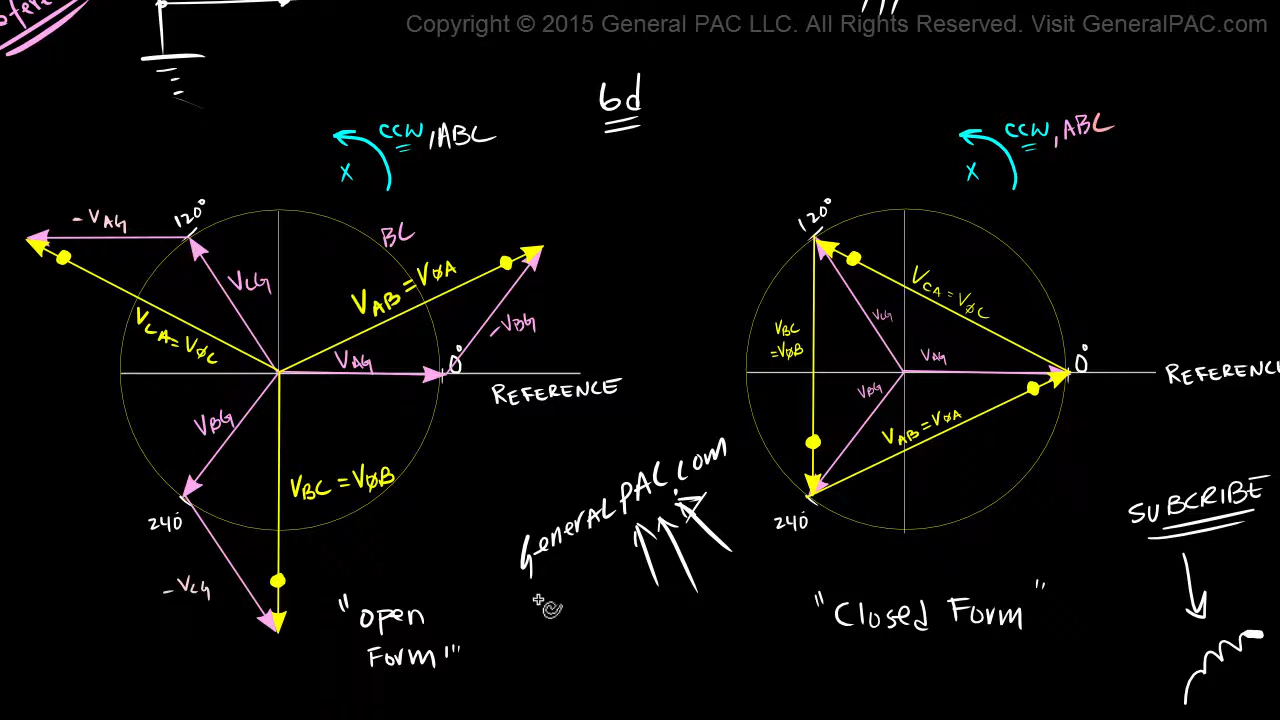 Copyright © 2015 General PAC LLC. All Rights Reserved. Visit GeneralPAC.com
6d
CCW, ABC
X
120°
-VAG
BC
VCG
VAB = VØA
-VBG
VCA = VØC
VAG
0°
REFERENCE
VBG
VBC = VØB
240°
-VCG
"open
Form"
GeneralPAC.com
CCW, ABC
X
120°
VCA = VØC
VCG
VBC
=VØB
VAG
0°
REFERENCE
VBG
VAB = VØA
240°
"Closed Form"
SUBCRIBE